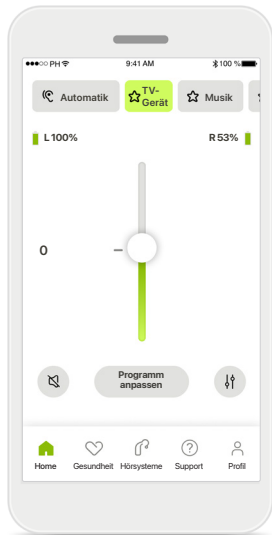 ●●●○○ PH 9:41 AM 100 %
Automatik
TV-
Gerät
Musik
L 100% R 53%
0
Programm
anpassen
Home Gesundheit Hörsysteme Support Profil